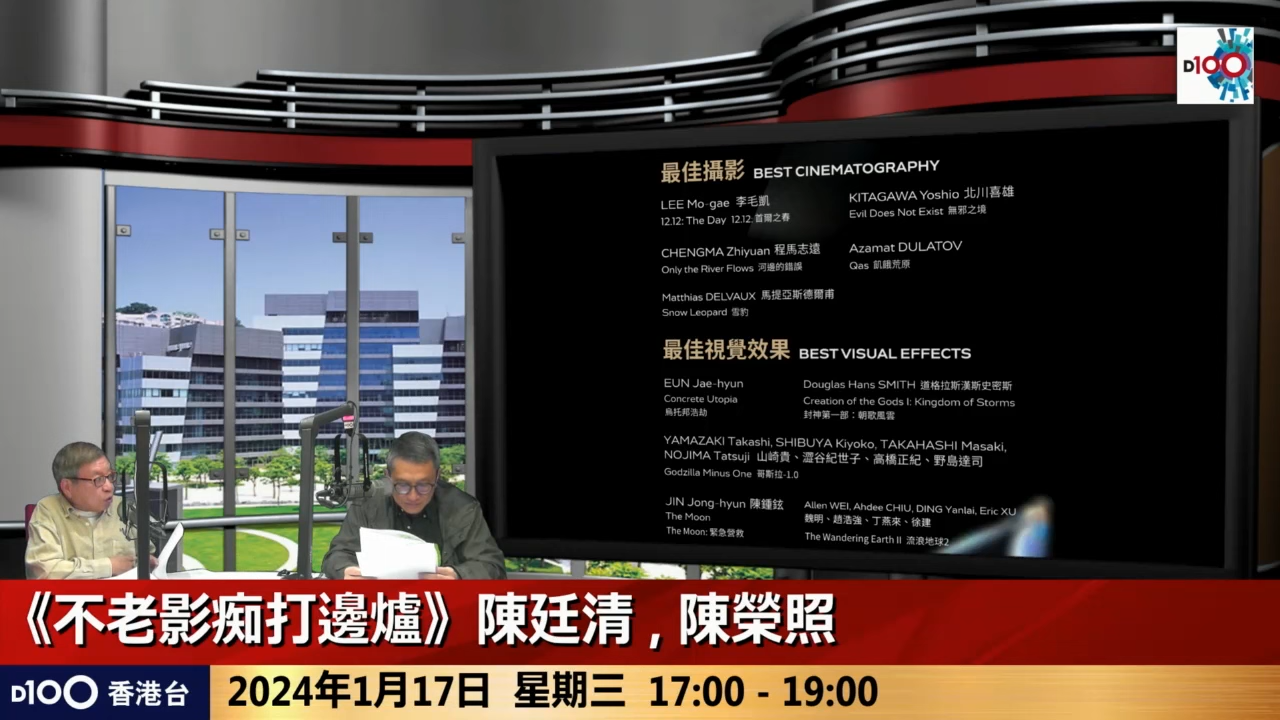 D100
最佳攝影 BEST CINEMATOGRAPHY
LEE Mo-gae 李毛凱
12.12: The Day 12.12: 首爾之春
KITAGAWA Yoshio 北川喜雄
Evil Does Not Exist 無邪之境
CHENGMA Zhiyuan 程馬志遠
Only the River Flows 河邊的錯誤
Azamat DULATOV
Qas 飢餓荒原
Matthias DELVAUX 馬提亞斯德爾甫
Snow Leopard 雪豹
最佳視覺效果 BEST VISUAL EFFECTS
EUN Jae-hyun
Concrete Utopia
烏托邦浩劫
Douglas Hans SMITH 道格拉斯漢斯史密斯
Creation of the Gods I: Kingdom of Storms
封神第一部：朝歌風雲
YAMAZAKI Takashi, SHIBUYA Kiyoko, TAKAHASHI Masaki,
NOJIMA Tatsuji 山崎貴、澀谷紀世子、高橋正紀、野島達司
Godzilla Minus One 哥斯拉-1.0
JIN Jong-hyun 陳鍾鉉
The Moon
The Moon: 緊急營救
Allen WEI, Ahdee CHIU, DING Yanlai, Eric XU
魏明、趙浩強、丁燕來、徐建
The Wandering Earth II 流浪地球2
《不老影痴打邊爐》陳廷清 , 陳榮照
D100 香港台 2024年1月17日 星期三 17:00 - 19:00